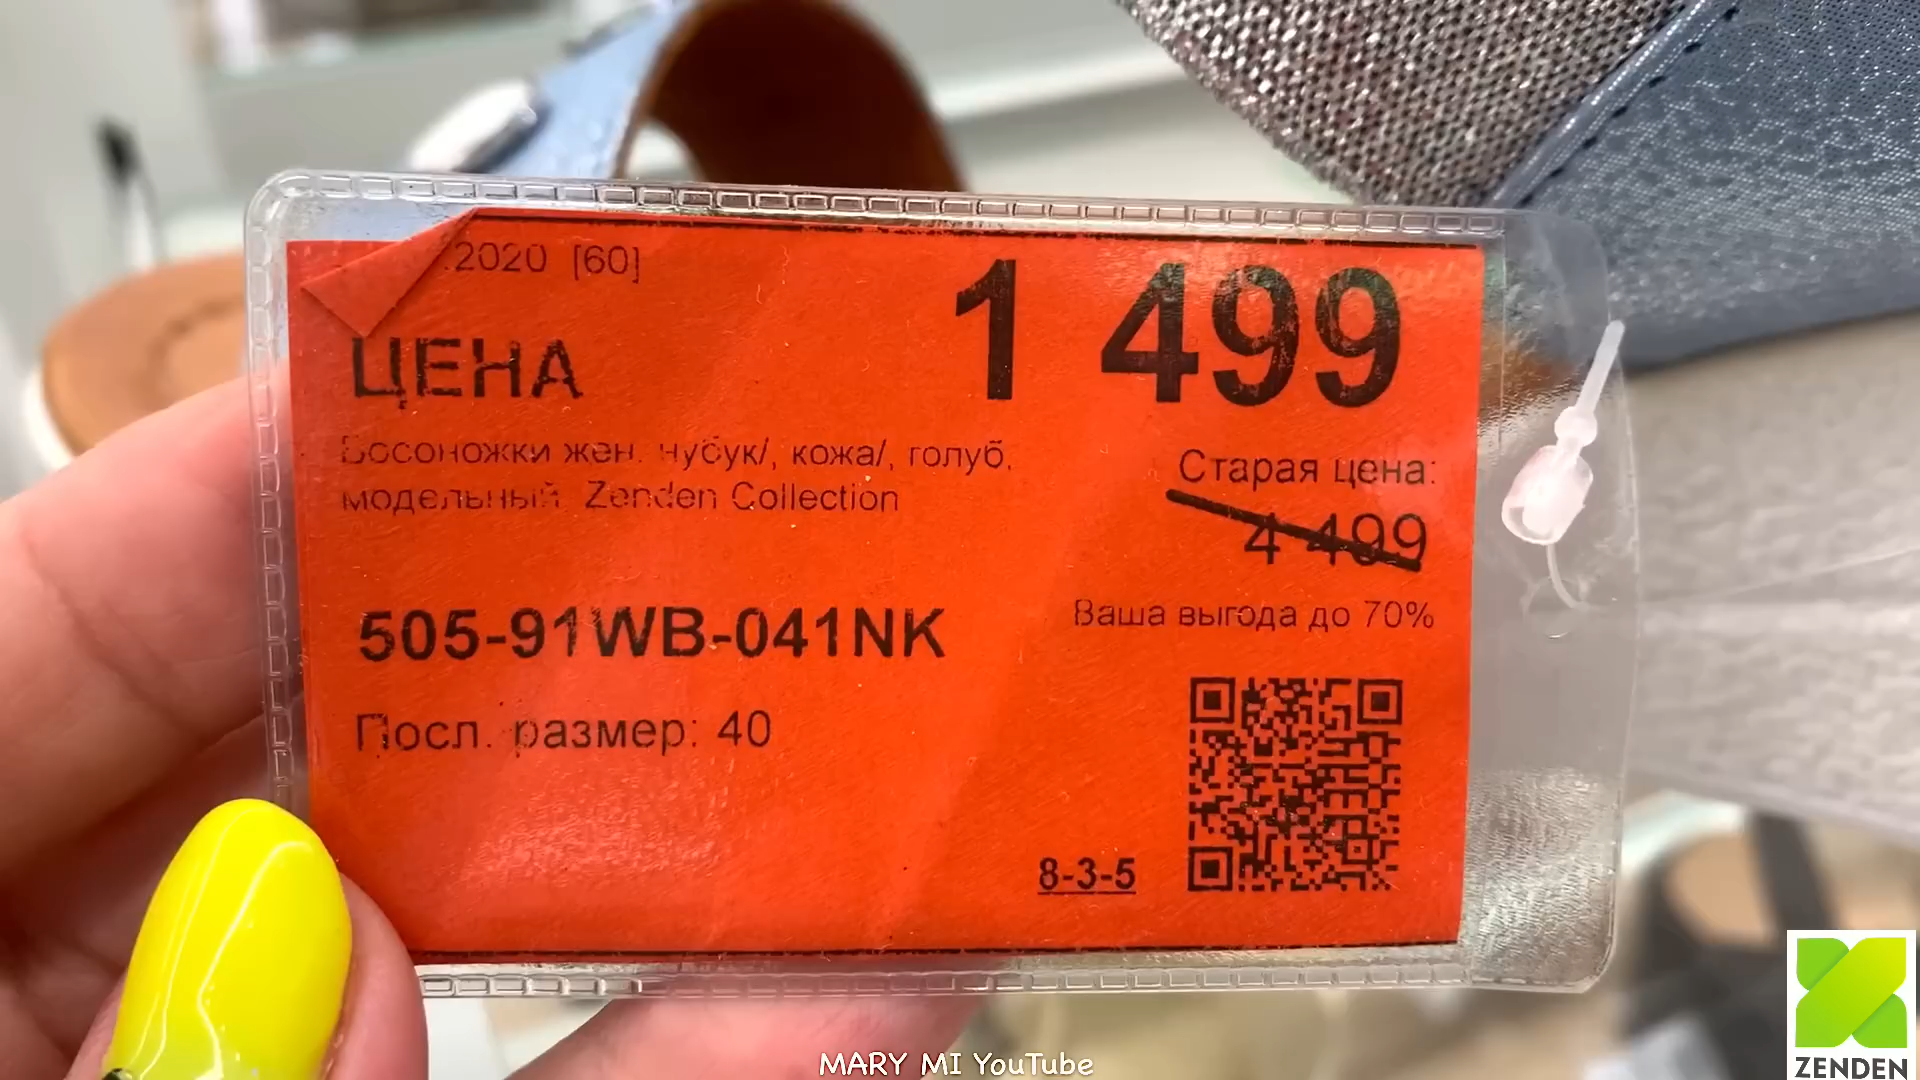 .2020 [60]
ЦЕНА
1 499
Босоножки жен. нубук/, кожа/, голуб,
модельный Zenden Collection
Старая цена:
4 499
Ваша выгода до 70%
505-91WB-041NK
Посл. размер: 40
8-3-5
MARY MI YouTube
ZENDEN